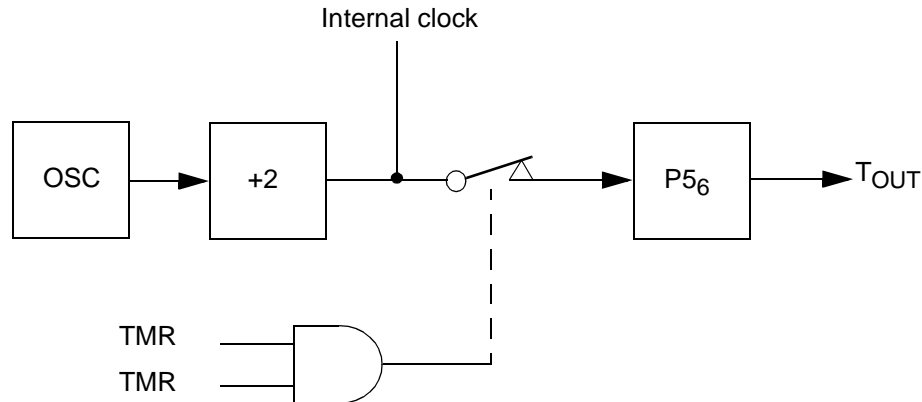 Internal clock
OSC
+2
P5₆
T_OUT
TMR
TMR